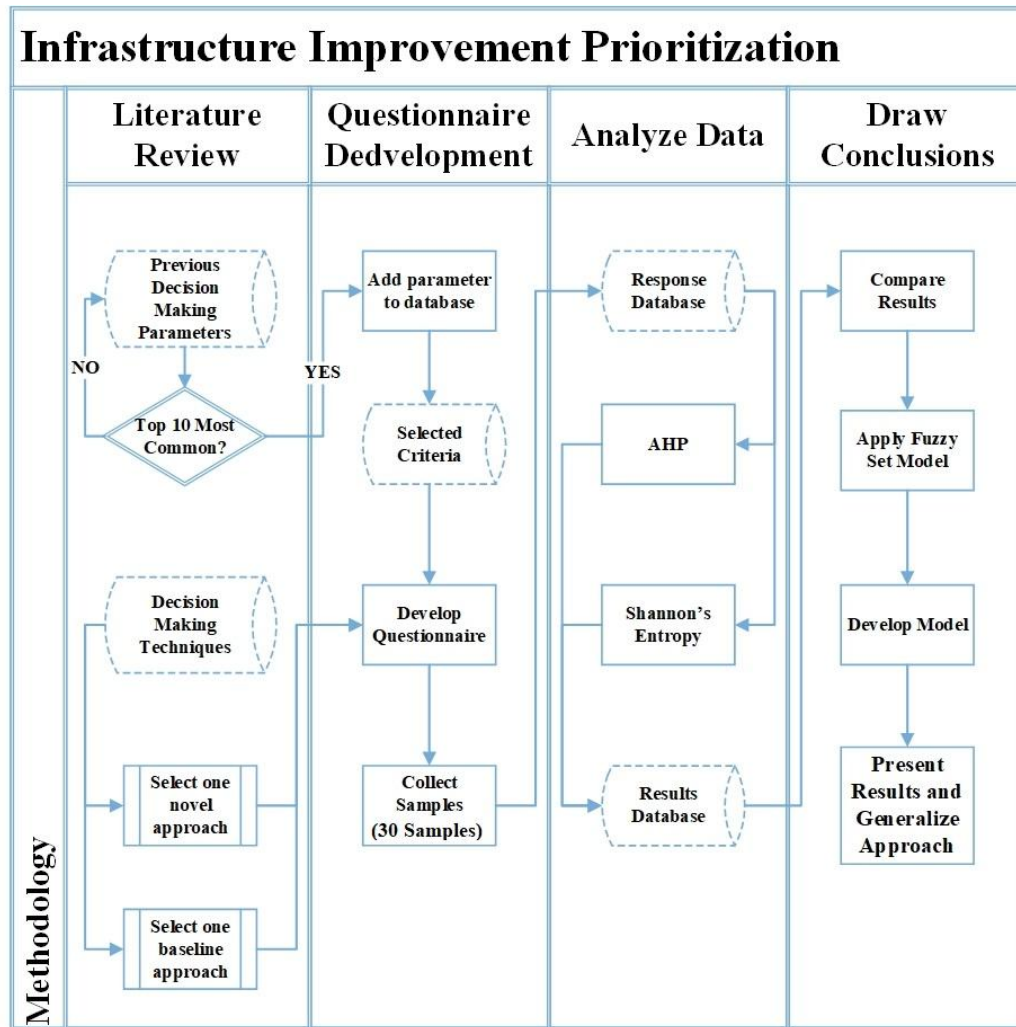 Infrastructure Improvement Prioritization
Literature
Review
Questionnaire
Dedvelopment
Analyze Data
Draw
Conclusions
Methodology
Previous
Decision
Making
Parameters
NO
Top 10 Most
Common?
YES
Decision
Making
Techniques
Select one
novel
approach
Select one
baseline
approach
Add parameter
to database
Selected
Criteria
Develop
Questionnaire
Collect
Samples
(30 Samples)
Response
Database
AHP
Shannon’s
Entropy
Results
Database
Compare
Results
Apply Fuzzy
Set Model
Develop Model
Present
Results and
Generalize
Approach